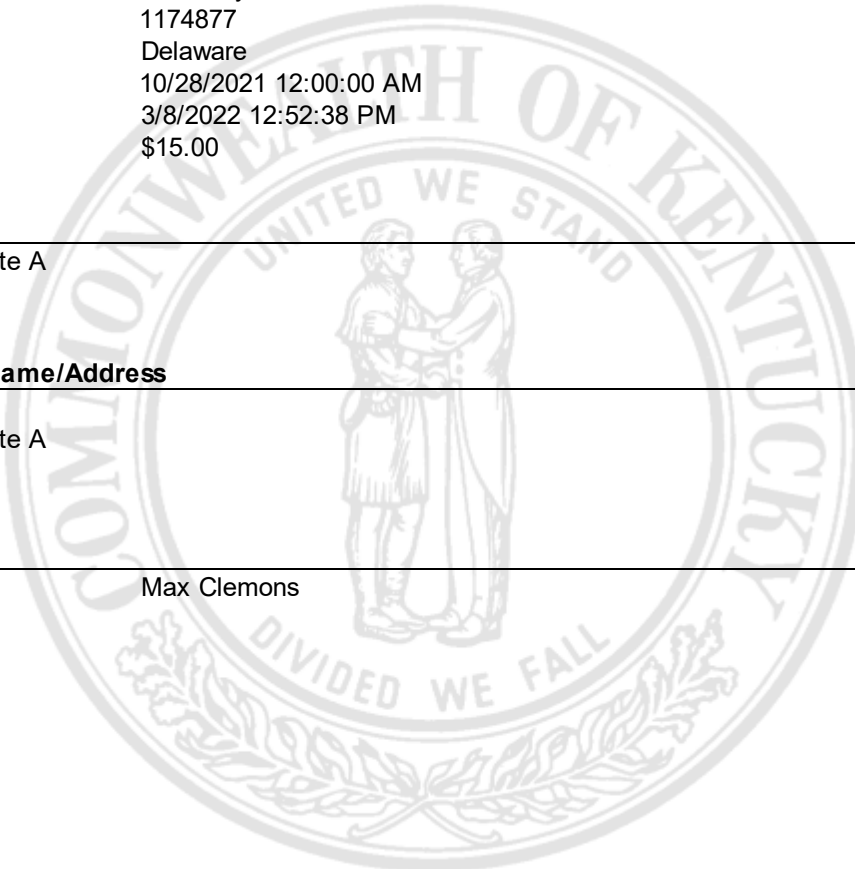 1174877
Delaware
10/28/2021 12:00:00 AM
3/8/2022 12:52:38 PM
$15.00
te A
ame/Address
te A
Max Clemons
COMMONWEALTH OF KENTUCKY
UNITED WE STAND
DIVIDED WE FALL